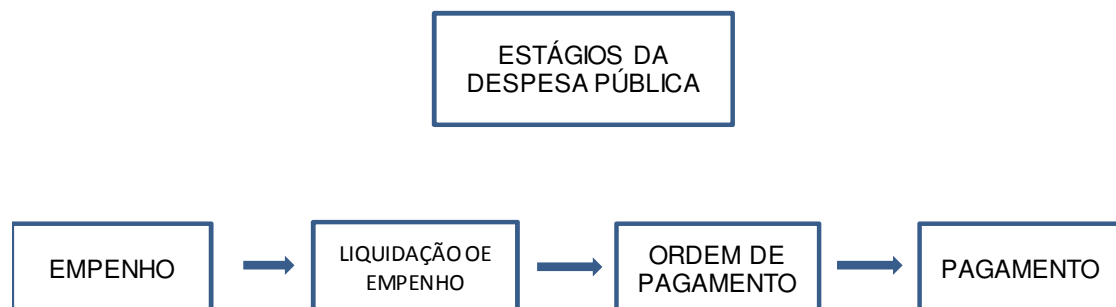 ESTÁGIOS DA
DESPESA PÚBLICA
EMPENHO
LIQUIDAÇÃO OE
EMPENHO
ORDEM DE
PAGAMENTO
PAGAMENTO